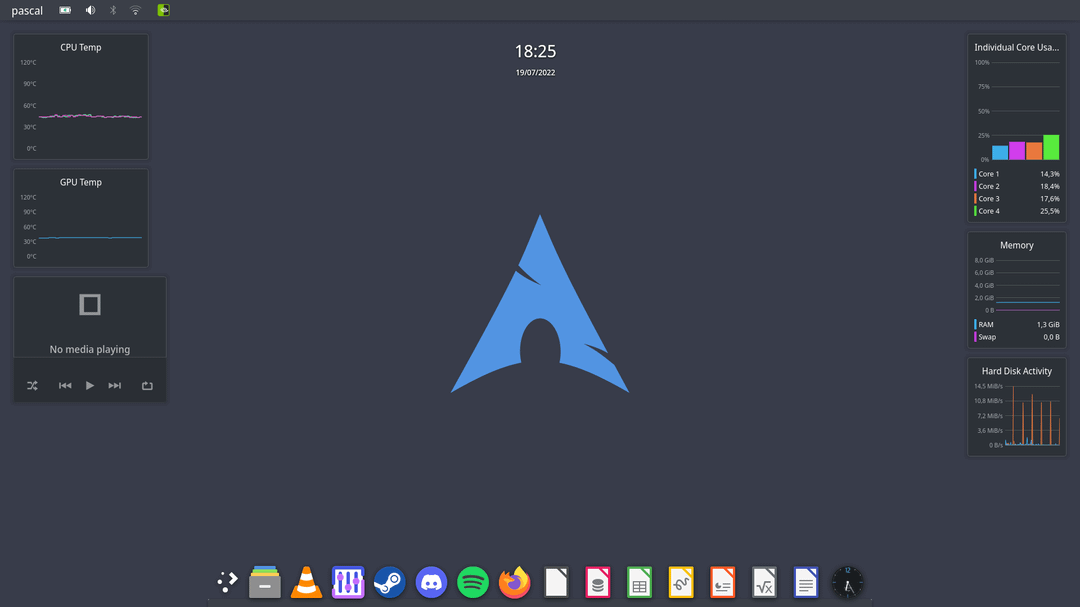 pascal
CPU Temp
120°C
90°C
60°C
30°C
0°C
GPU Temp
120°C
90°C
60°C
30°C
0°C
No media playing
18:25
19/07/2022
Individual Core Usa...
100%
75%
50%
25%
0%
Core 1 14,3%
Core 2 18,4%
Core 3 17,6%
Core 4 25,5%
Memory
8,0 GiB
6,0 GiB
4,0 GiB
2,0 GiB
0 B
RAM 1,3 GiB
Swap 0,0 B
Hard Disk Activity
14,5 MiB/s
10,8 MiB/s
7,2 MiB/s
3,6 MiB/s
0 B/s
√x
12